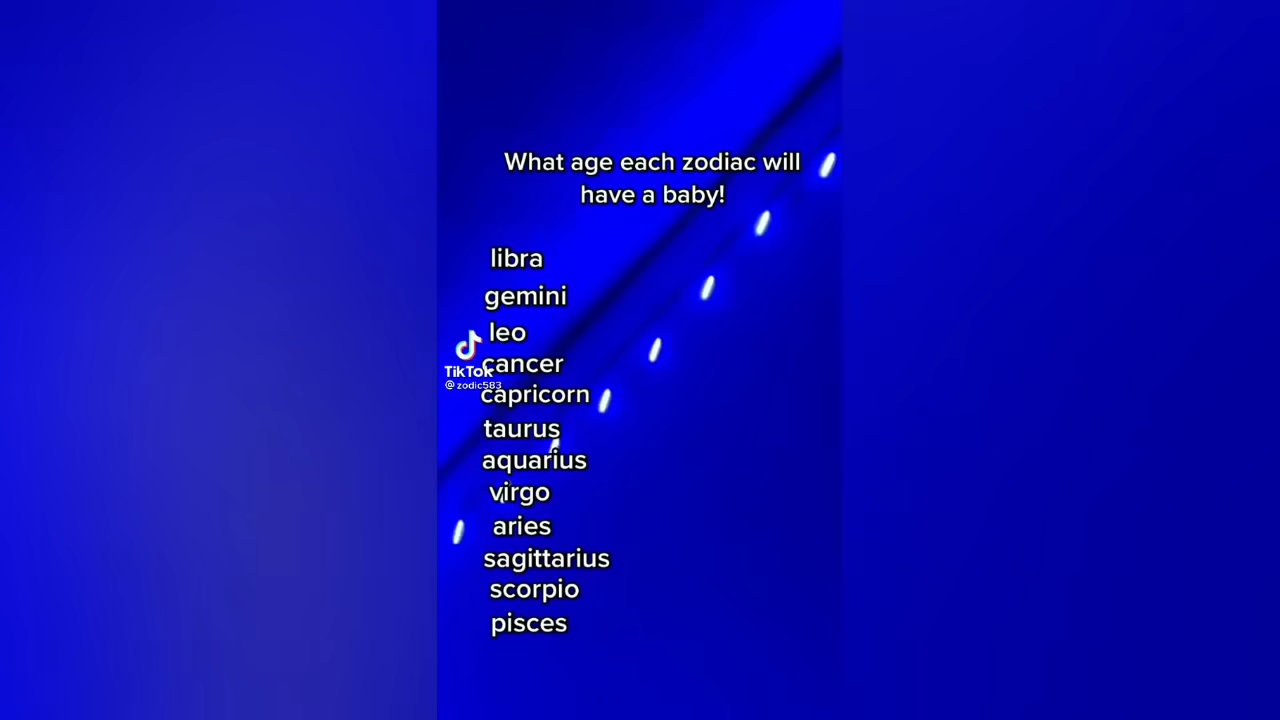 What age each zodiac will
have a baby!
libra
gemini
leo
TikTok
@zodic583
cancer
capricorn
taurus
aquarius
virgo
aries
sagittarius
scorpio
pisces